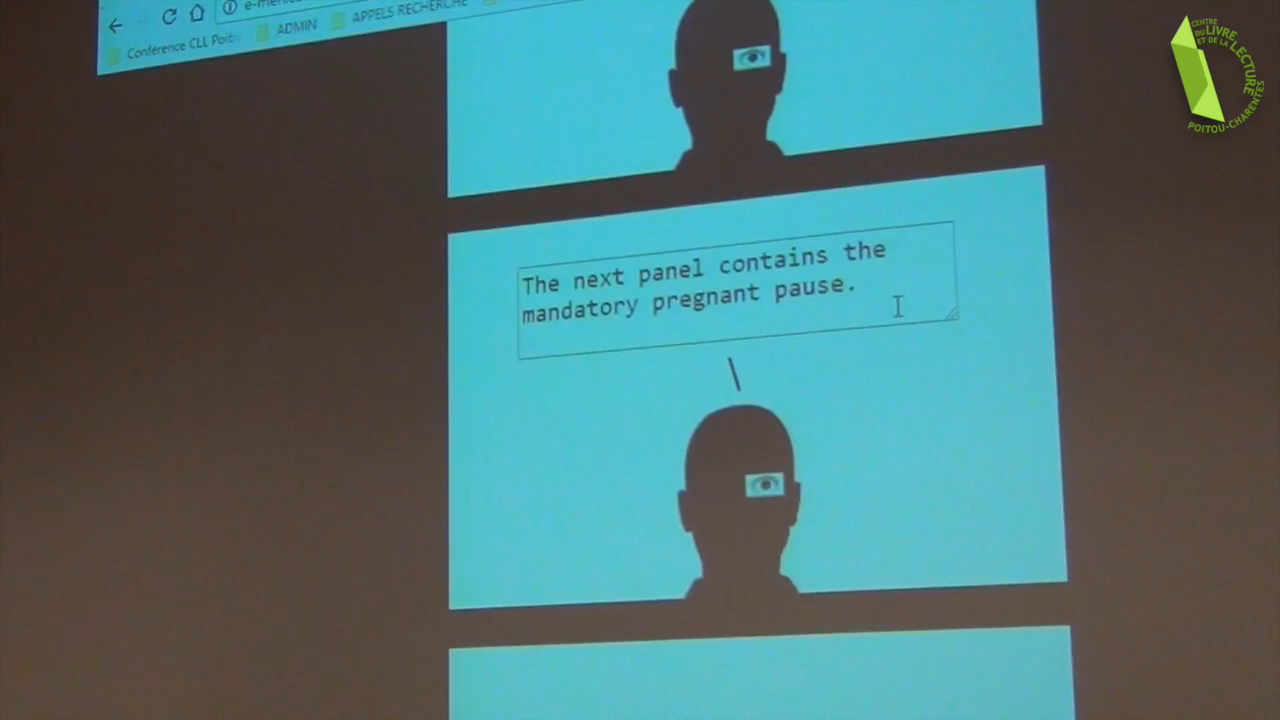 Conférence CLL Poit
ADMIN
APPELS RECHERCHE
CENTRE
DU LIVRE
ET DE LA
LECTURE
POITOU-CHARENTES
The next panel contains the
mandatory pregnant pause.